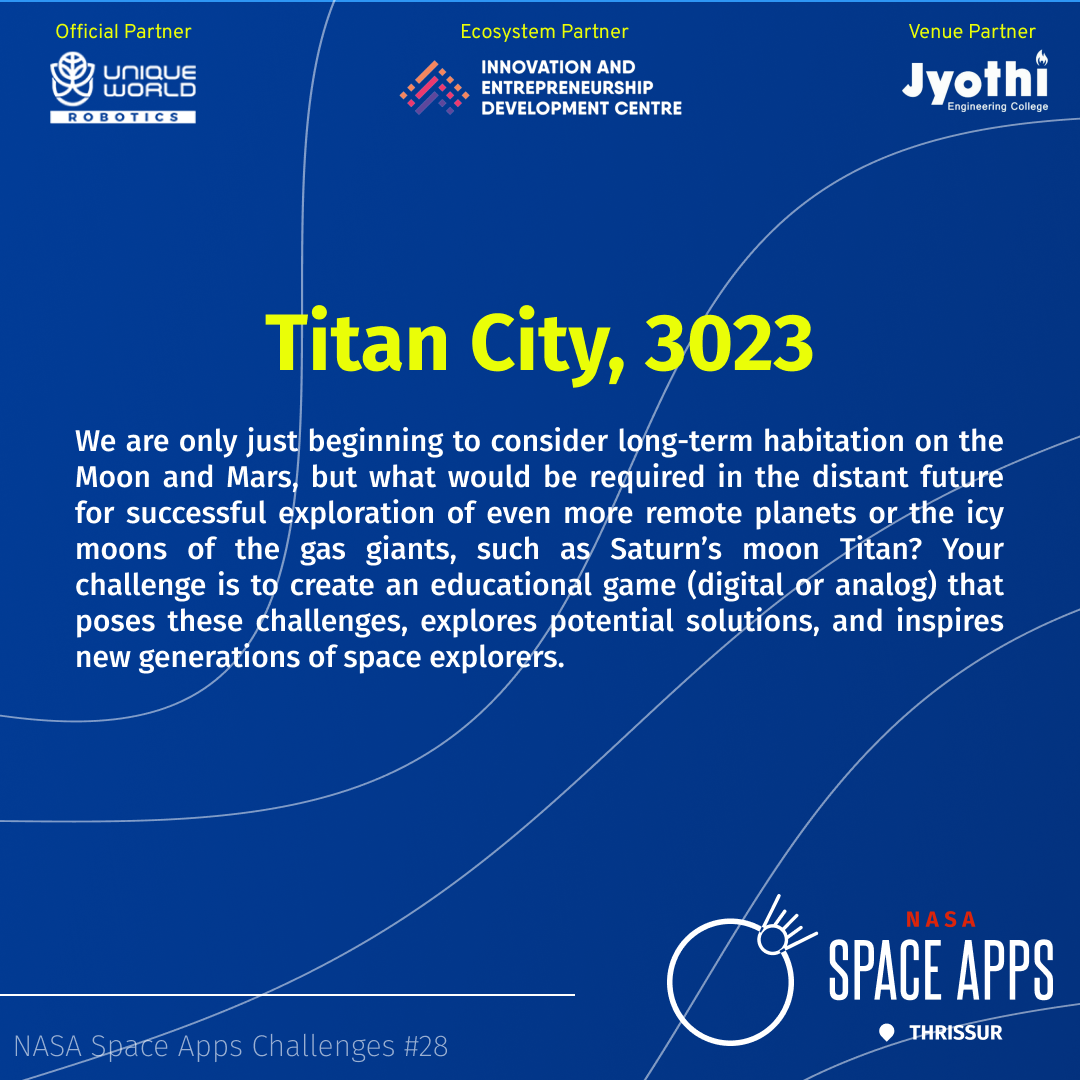 Official Partner
UNIQUE
WORLD
ROBOTICS
Ecosystem Partner
INNOVATION AND
ENTREPRENEURSHIP
DEVELOPMENT CENTRE
Venue Partner
Jyothi
Engineering College
Titan City, 3023
We are only just beginning to consider long-term habitation on the
Moon and Mars, but what would be required in the distant future
for successful exploration of even more remote planets or the icy
moons of the gas giants, such as Saturn’s moon Titan? Your
challenge is to create an educational game (digital or analog) that
poses these challenges, explores potential solutions, and inspires
new generations of space explorers.
NASA
SPACE APPS
THRISSUR
NASA Space Apps Challenges #28